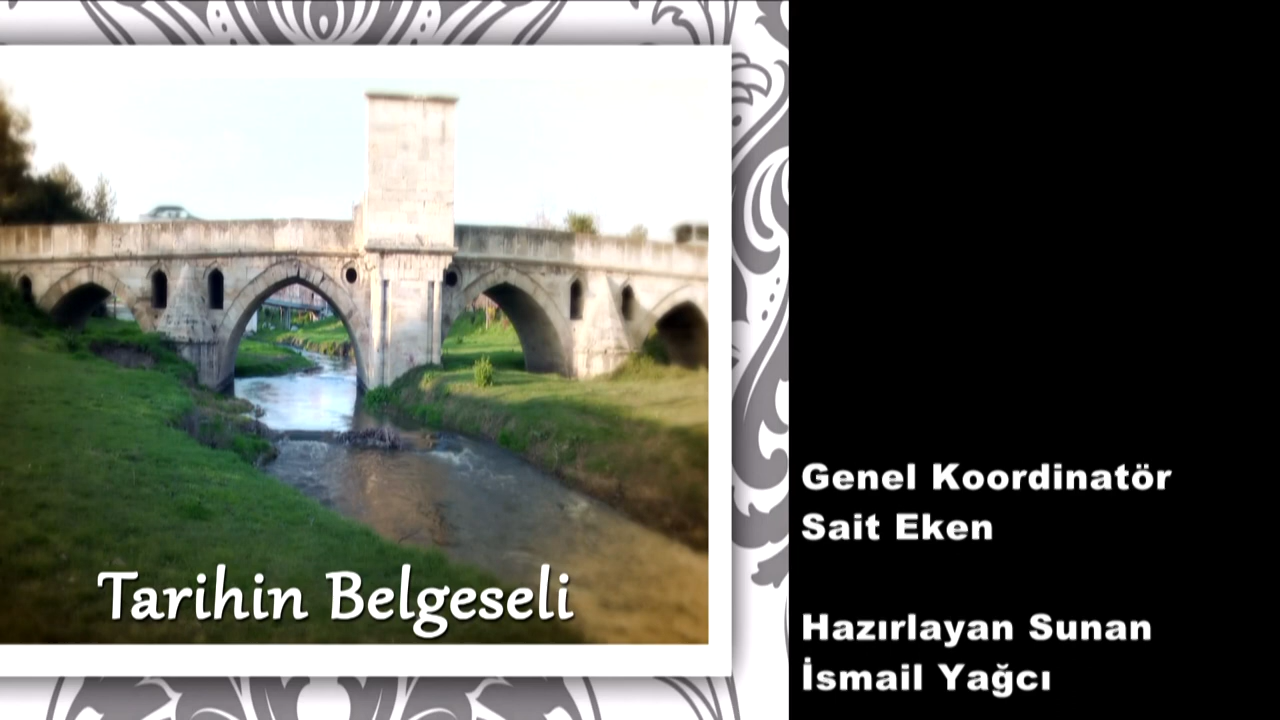 Tarihin Belgeseli
Genel Koordinatör
Sait Eken
Hazırlayan Sunan
İsmail Yağcı